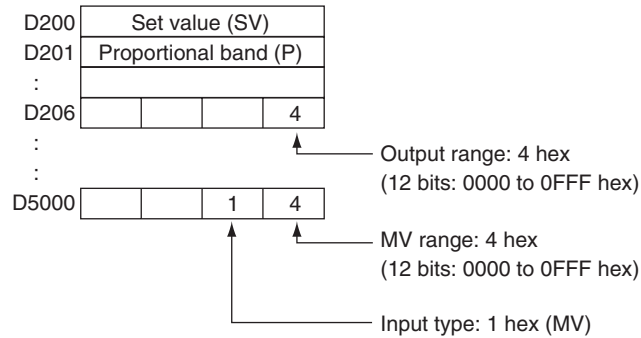 D200 Set value (SV)
D201 Proportional band (P)
:
D206 4
:
Output range: 4 hex
(12 bits: 0000 to 0FFF hex)
:
D5000 1 4
MV range: 4 hex
(12 bits: 0000 to 0FFF hex)
Input type: 1 hex (MV)